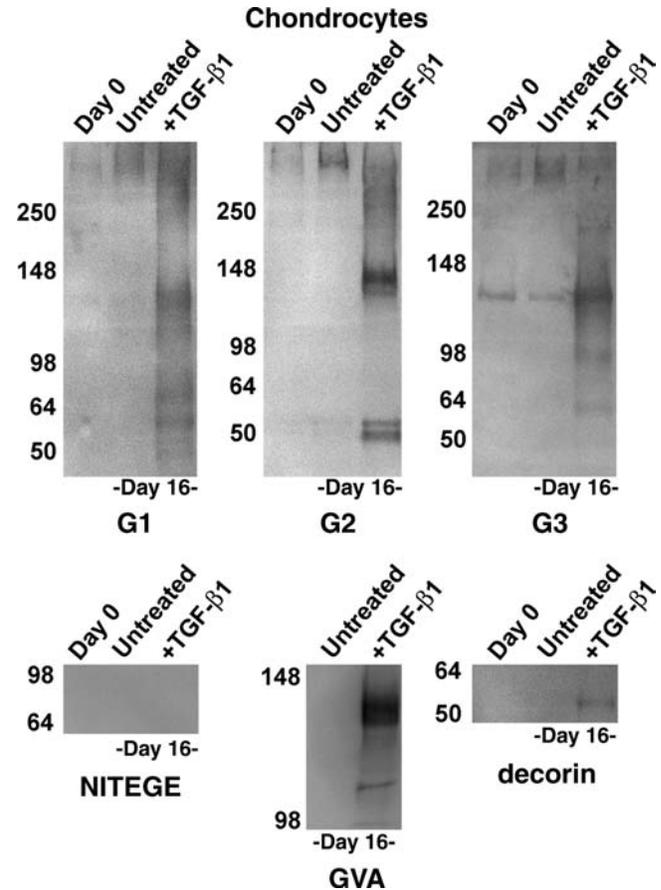 Chondrocytes
Day 0 Untreated +TGF-β1
250
148
98
64
50
-Day 16-
G1
Day 0 Untreated +TGF-β1
250
148
98
64
50
-Day 16-
G2
Day 0 Untreated +TGF-β1
250
148
98
64
50
-Day 16-
G3
Day 0 Untreated +TGF-β1
98
64
-Day 16-
NITEGE
Untreated +TGF-β1
148
98
-Day 16-
GVA
Day 0 Untreated +TGF-β1
64
50
-Day 16-
decorin